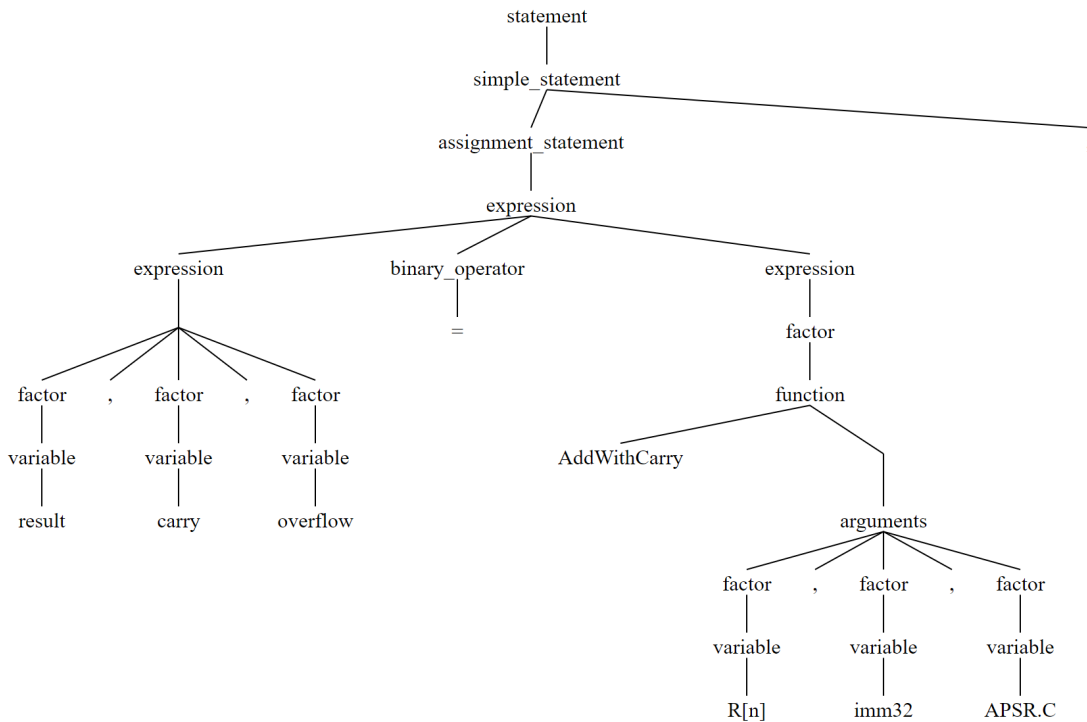 statement
simple_statement
assignment_statement
expression
expression binary_operator expression
= factor
factor , factor , factor function
variable variable variable AddWithCarry
result carry overflow arguments
factor , factor , factor
variable variable variable
R[n] imm32 APSR.C